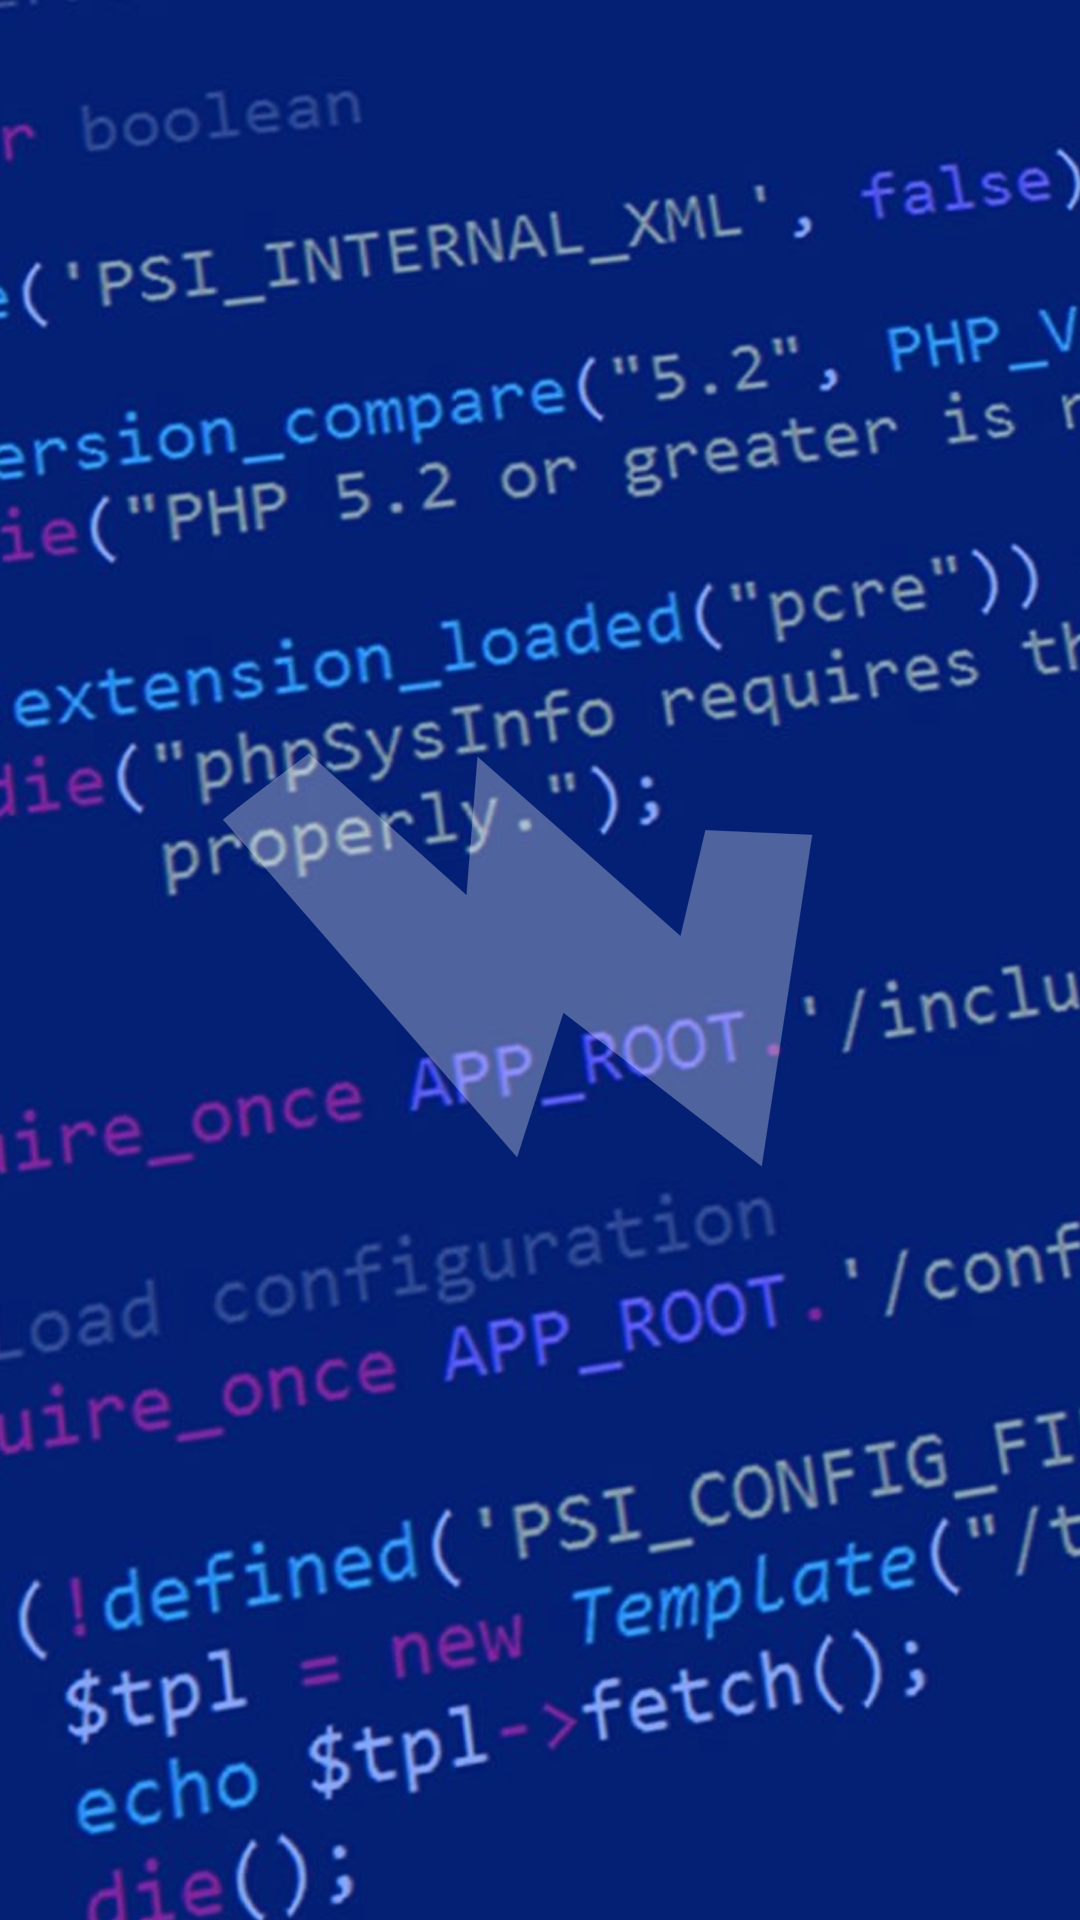 r boolean
e('PSI_INTERNAL_XML', false)
ersion_compare("5.2", PHP_V
ie("PHP 5.2 or greater is r
extension_loaded("pcre"))
die("phpSysInfo requires th
properly.");
W
uire_once APP_ROOT.'/inclu
Load configuration
uire_once APP_ROOT.'/conf
(!defined('PSI_CONFIG_FI
$tpl = new Template("/t
echo $tpl->fetch();
die();